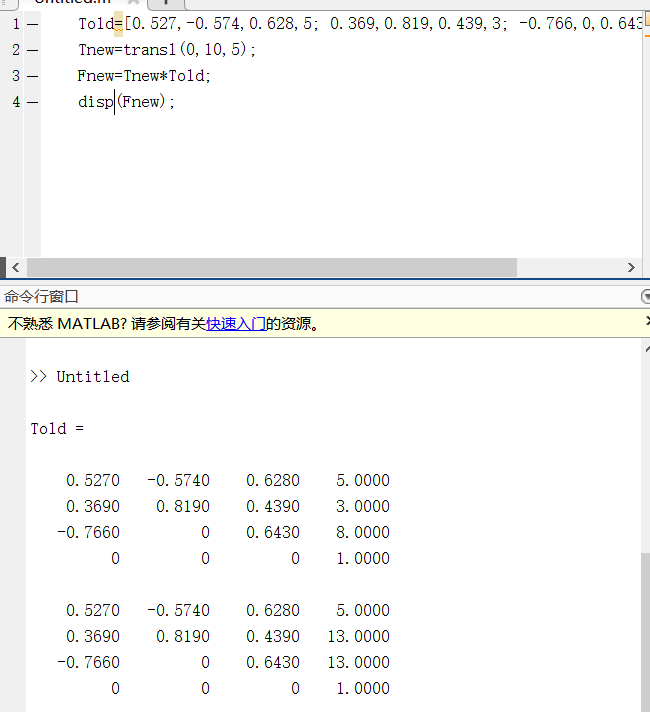 1 — Told=[0.527,-0.574,0.628,5; 0.369,0.819,0.439,3; -0.766,0,0.643
2 — Tnew=transl(0,10,5);
3 — Fnew=Tnew*Told;
4 — disp(Fnew);
命令行窗口
不熟悉 MATLAB? 请参阅有关快速入门的资源。
>> Untitled
Told =
0.5270 -0.5740 0.6280 5.0000
0.3690 0.8190 0.4390 3.0000
-0.7660 0 0.6430 8.0000
0 0 0 1.0000
0.5270 -0.5740 0.6280 5.0000
0.3690 0.8190 0.4390 13.0000
-0.7660 0 0.6430 13.0000
0 0 0 1.0000